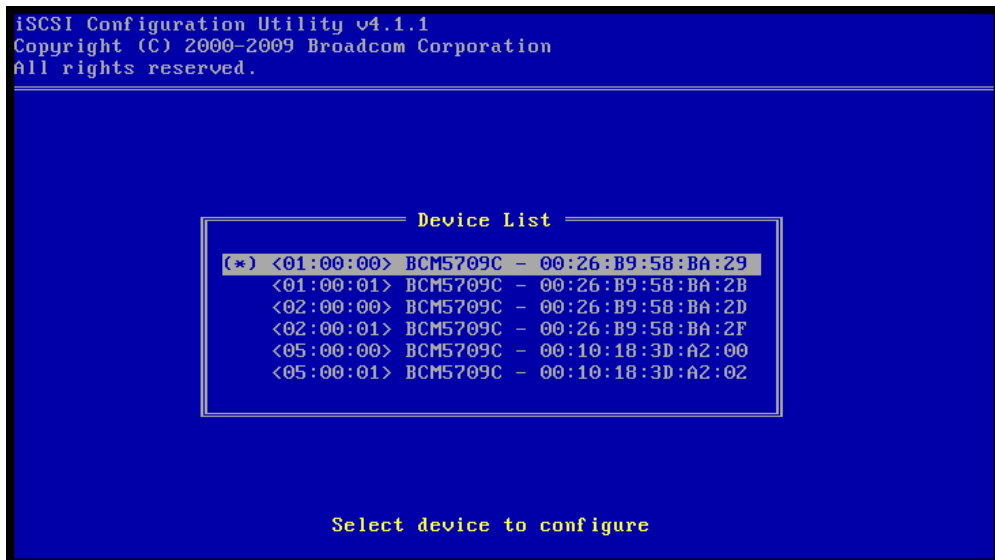 iSCSI Configuration Utility v4.1.1
Copyright (C) 2000-2009 Broadcom Corporation
All rights reserved.
Device List
(*) <01:00:00> BCM5709C - 00:26:B9:58:BA:29
<01:00:01> BCM5709C - 00:26:B9:58:BA:2B
<02:00:00> BCM5709C - 00:26:B9:58:BA:2D
<02:00:01> BCM5709C - 00:26:B9:58:BA:2F
<05:00:00> BCM5709C - 00:10:18:3D:A2:00
<05:00:01> BCM5709C - 00:10:18:3D:A2:02
Select device to configure